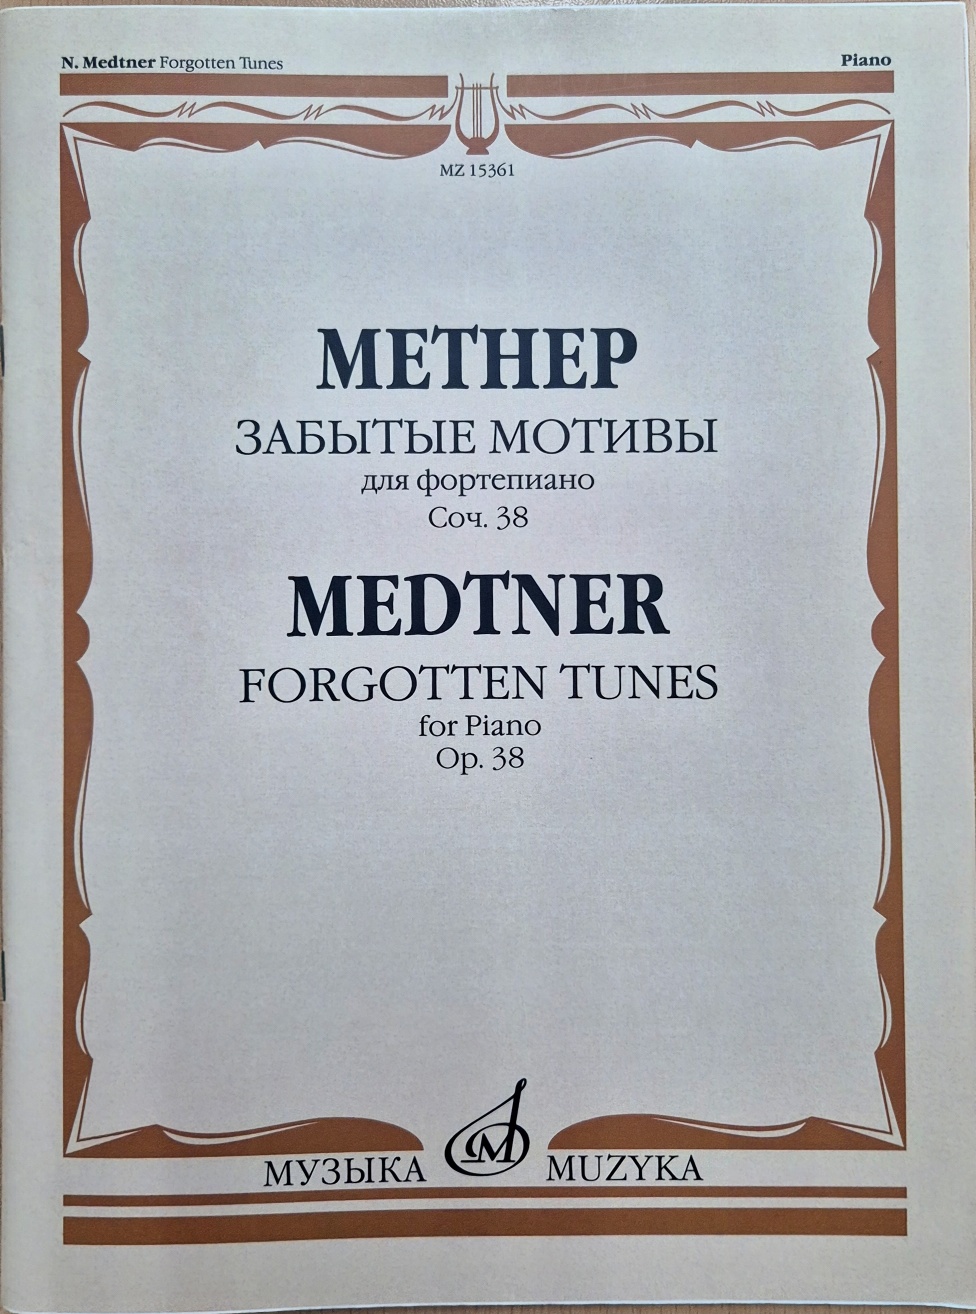 N. Medtner Forgotten Tunes
Piano
MZ 15361
МЕТНЕР
ЗАБЫТЫЕ МОТИВЫ
для фортепиано
Соч. 38
MEDTNER
FORGOTTEN TUNES
for Piano
Op. 38
МУЗЫКА М MUZYKA